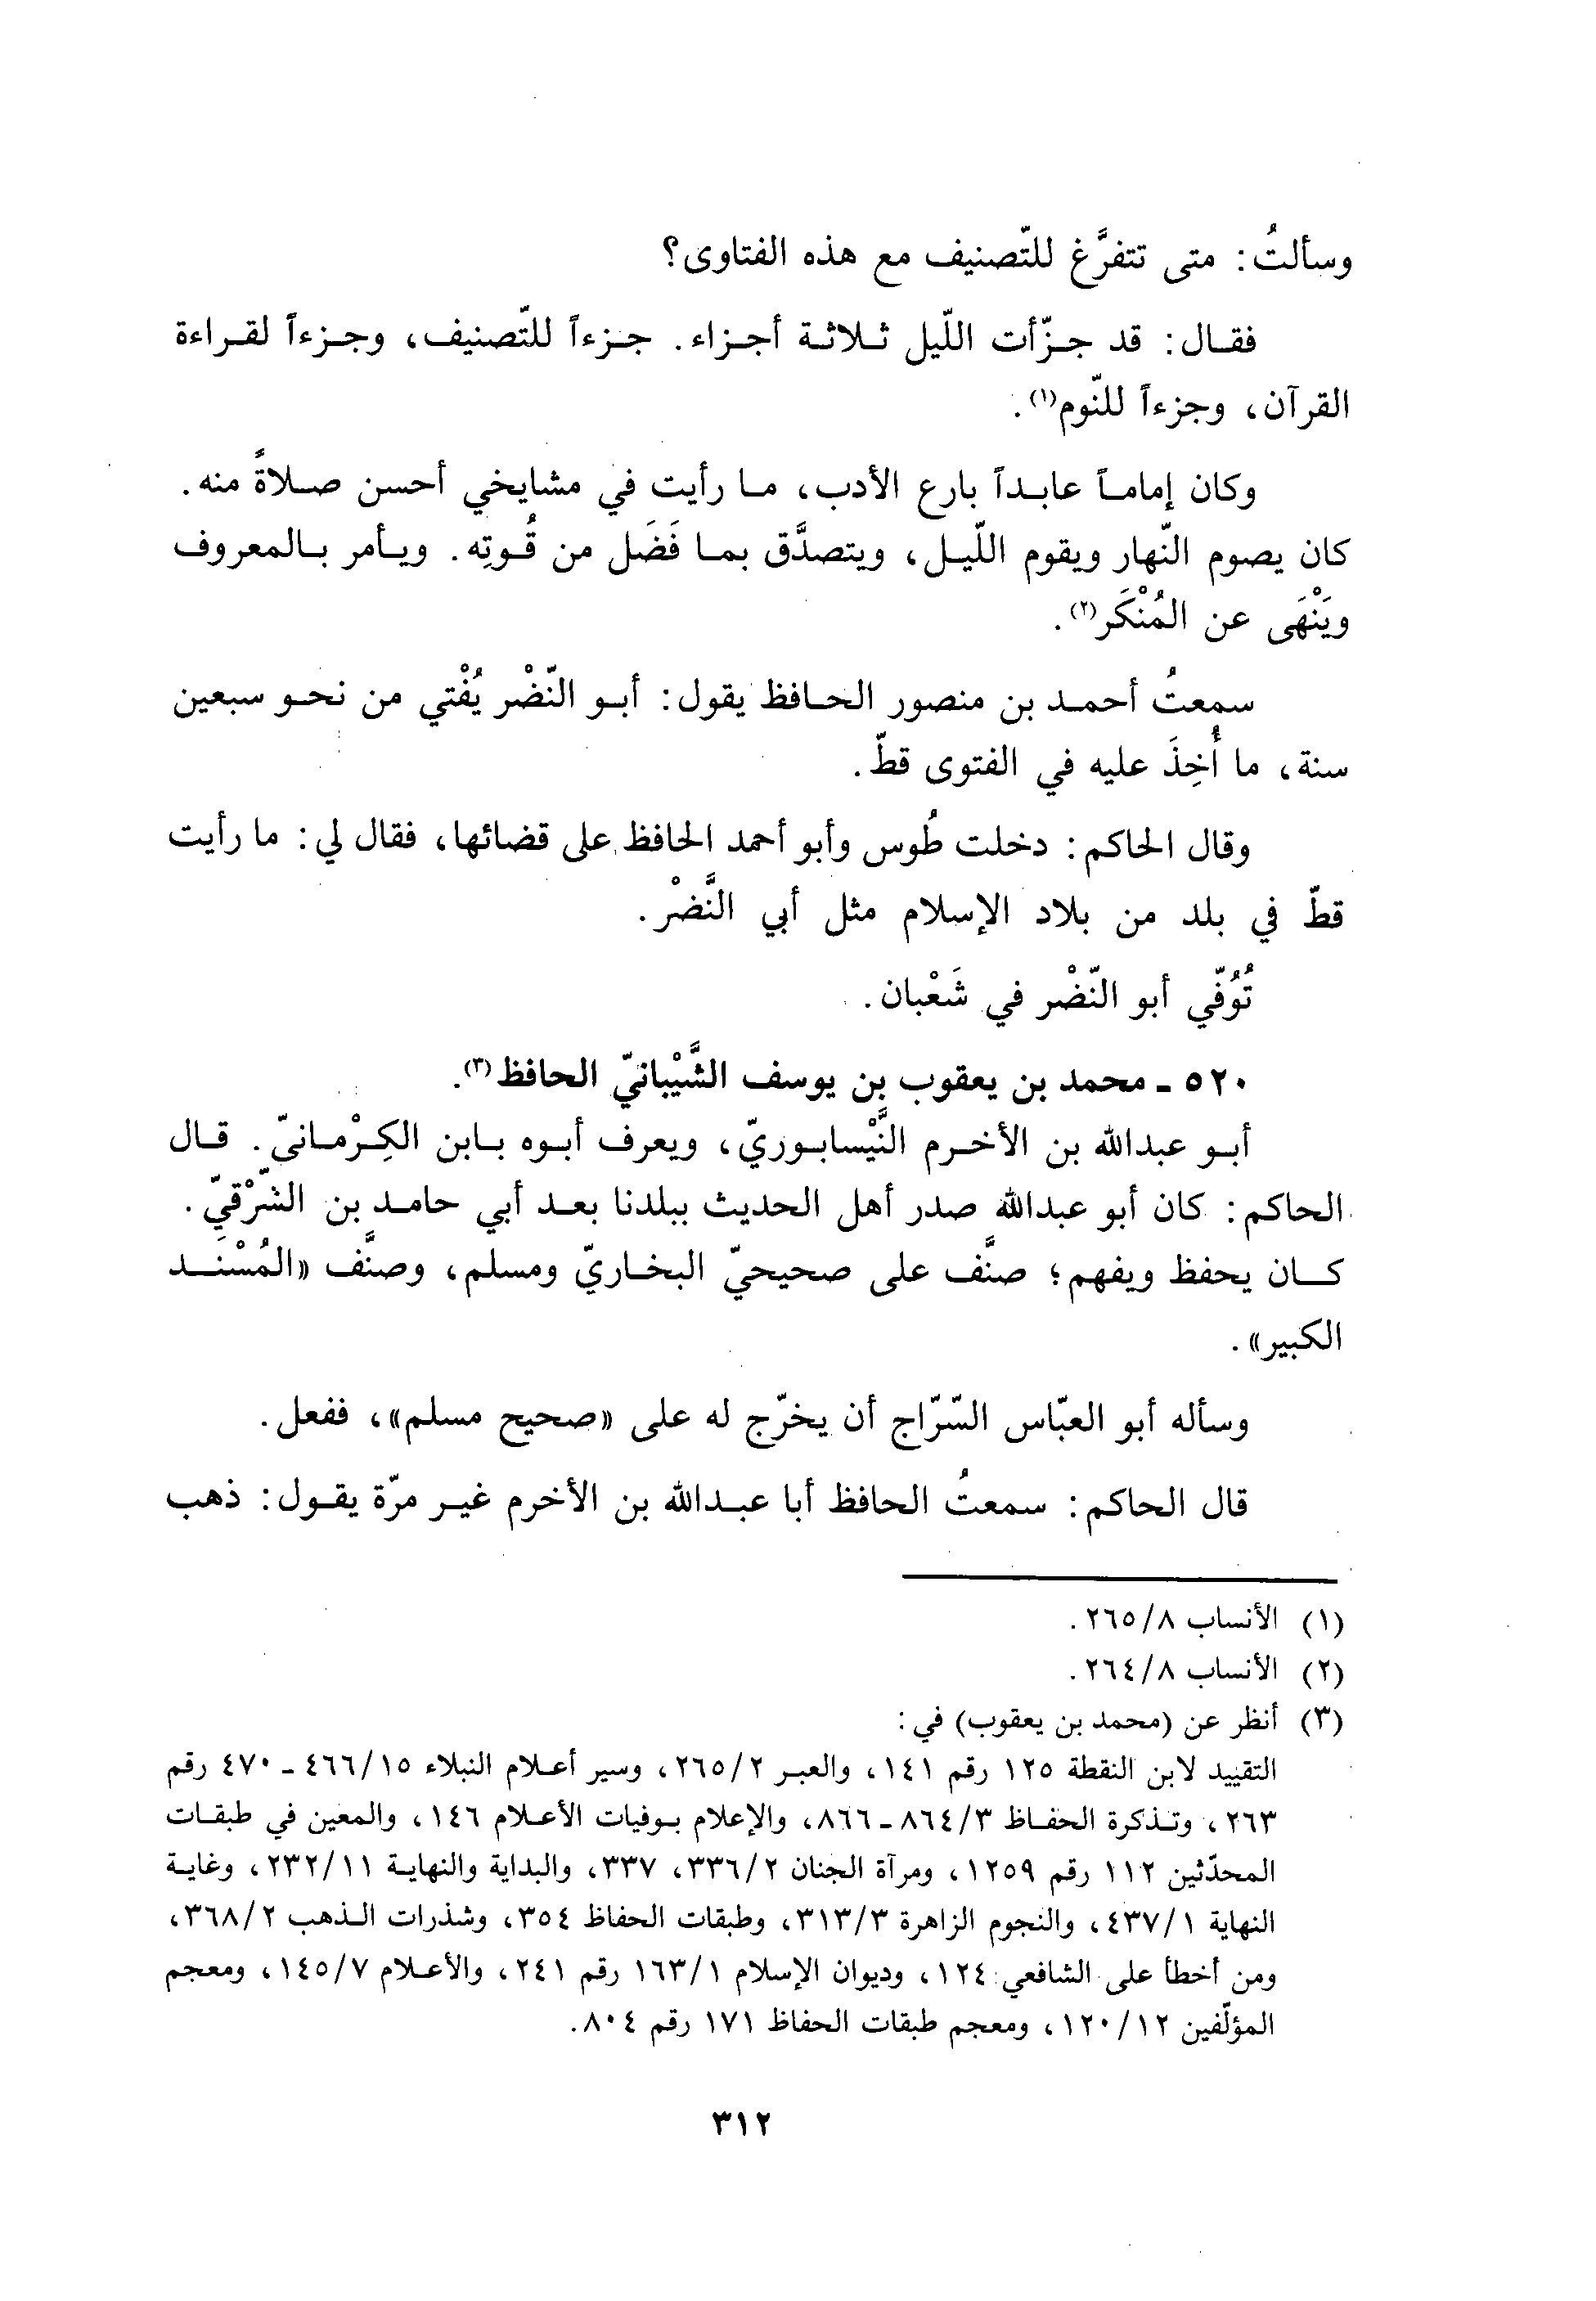 وسألتُ: متى تتفرَّغ للتّصنيف مع هذه الفتاوى؟
فقال: قد جزّأت اللّيل ثلاثة أجزاء. جزءاً للتّصنيف، وجزءاً لقراءة
القرآن، وجزءاً للنّوم(١).
وكان إماماً عابداً بارع الأدب، ما رأيت في مشايخي أحسن صلاةً منه.
كان يصوم النّهار ويقوم اللّيل، ويتصدَّق بما فَضَل من قُوتِه. ويأمر بالمعروف
ويَنْهَى عن المُنْكَر(٢).
سمعتُ أحمد بن منصور الحافظ يقول: أبو النّضْر يُفْتي من نحو سبعين
سنة، ما أُخِذَ عليه في الفتوى قطّ.
وقال الحاكم: دخلت طُوس وأبو أحمد الحافظ على قضائها، فقال لي: ما رأيت
قطّ في بلد من بلاد الإسلام مثل أبي النَّضْر.
تُوُفّي أبو النّضْر في شَعْبان.
٥٢٠ - محمد بن يعقوب بن يوسف الشَّيْبانيّ الحافظ(٣).
أبو عبدالله بن الأخرم النَّيْسابوريّ، ويعرف أبوه بابن الكِرْمانيّ. قال
الحاكم: كان أبو عبدالله صدر أهل الحديث ببلدنا بعد أبي حامد بن الشّرْقيِّ.
كان يحفظ ويفهم؛ صنَّف على صحيحيّ البخاريّ ومسلم، وصنَّف «المُسْند
الكبير».
وسأله أبو العبّاس السّرّاج أن يخرّج له على «صحيح مسلم»، ففعل.
قال الحاكم: سمعتُ الحافظ أبا عبدالله بن الأخرم غير مرّة يقول: ذهب
(١) الأنساب ٢٦٥/٨.
(٢) الأنساب ٢٦٤/٨.
(٣) أنظر عن (محمد بن يعقوب) في:
التقييد لابن النقطة ١٢٥ رقم ١٤١، والعبر ٢٦٥/٢، وسير أعلام النبلاء ٤٦٦/١٥ - ٤٧٠ رقم
٢٦٣، وتذكرة الحفاظ ٨٦٤/٣ - ٨٦٦، والإعلام بوفيات الأعلام ١٤٦، والمعين في طبقات
المحدّثين ١١٢ رقم ١٢٥٩، ومرآة الجنان ٣٣٦/٢، ٣٣٧، والبداية والنهاية ٢٣٢/١١، وغاية
النهاية ٤٣٧/١، والنجوم الزاهرة ٣١٣/٣، وطبقات الحفاظ ٣٥٤، وشذرات الذهب ٣٦٨/٢،
ومن أخطأ على الشافعي ١٢٤، وديوان الإسلام ١٦٣/١ رقم ٢٤١، والأعلام ١٤٥/٧، ومعجم
المؤلّفين ١٢٠/١٢، ومعجم طبقات الحفاظ ١٧١ رقم ٨٠٤.
٣١٢